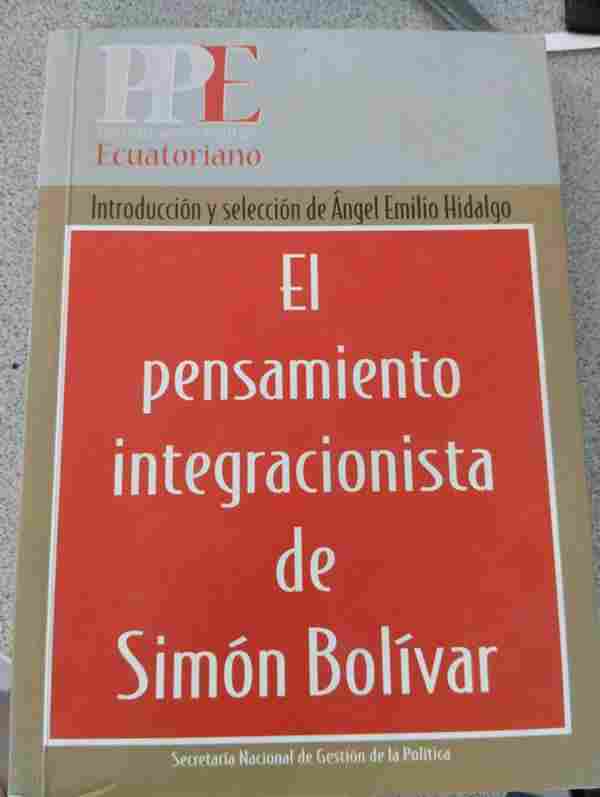 PPE
Ecuatoriano
Introducción y selección de Ángel Emilio Hidalgo
El
pensamiento
integracionista
de
Simón Bolívar
Secretaría Nacional de Gestión de la Política